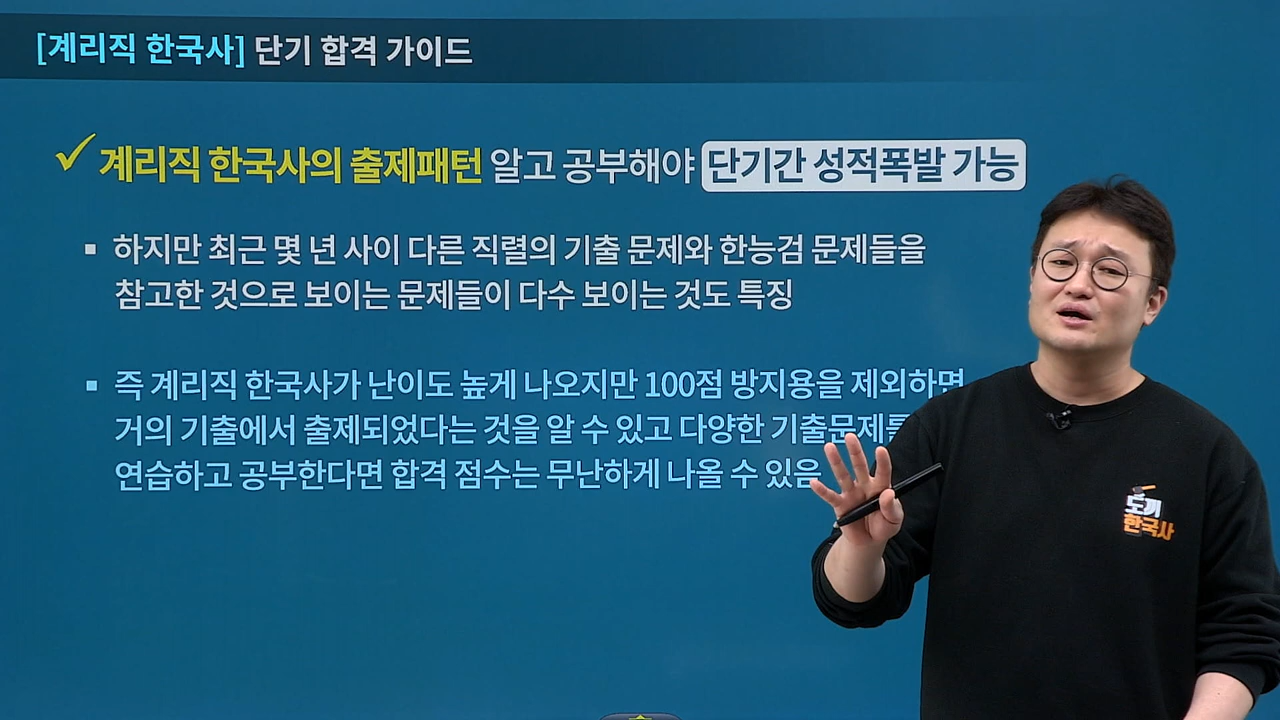 [계리직 한국사] 단기 합격 가이드
계리직 한국사의 출제패턴 알고 공부해야 단기간 성적폭발 가능
하지만 최근 몇 년 사이 다른 직렬의 기출 문제와 한능검 문제들을
참고한 것으로 보이는 문제들이 다수 보이는 것도 특징
즉 계리직 한국사가 난이도 높게 나오지만 100점 방지용을 제외하면
거의 기출에서 출제되었다는 것을 알 수 있고 다양한 기출문제를
연습하고 공부한다면 합격 점수는 무난하게 나올 수 있음
도끼
한국사